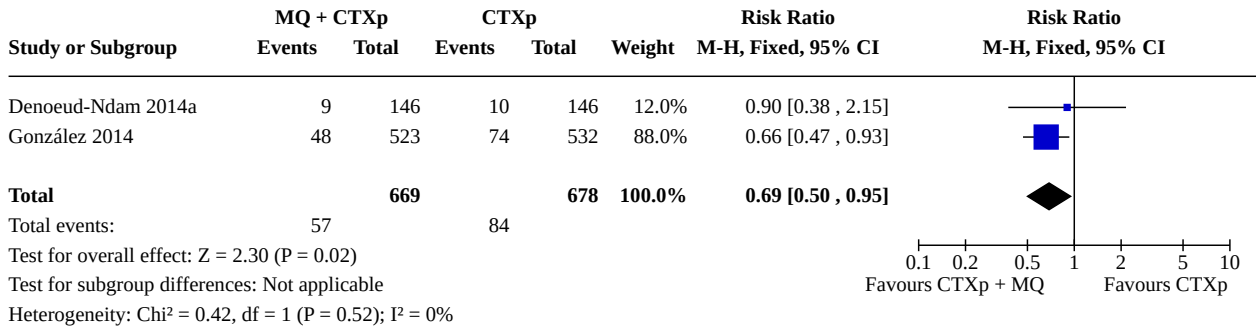 MQ + CTXp CTXp Risk Ratio Risk Ratio
Study or Subgroup Events Total Events Total Weight M-H, Fixed, 95% CI M-H, Fixed, 95% CI
Denoeud-Ndam 2014a 9 146 10 146 12.0% 0.90 [0.38 , 2.15]
González 2014 48 523 74 532 88.0% 0.66 [0.47 , 0.93]
Total 669 678 100.0% 0.69 [0.50 , 0.95]
Total events: 57 84
Test for overall effect: Z = 2.30 (P = 0.02)
Test for subgroup differences: Not applicable
Heterogeneity: Chi² = 0.42, df = 1 (P = 0.52); I² = 0%
0.1 0.2 0.5 1 2 5 10
Favours CTXp + MQ Favours CTXp